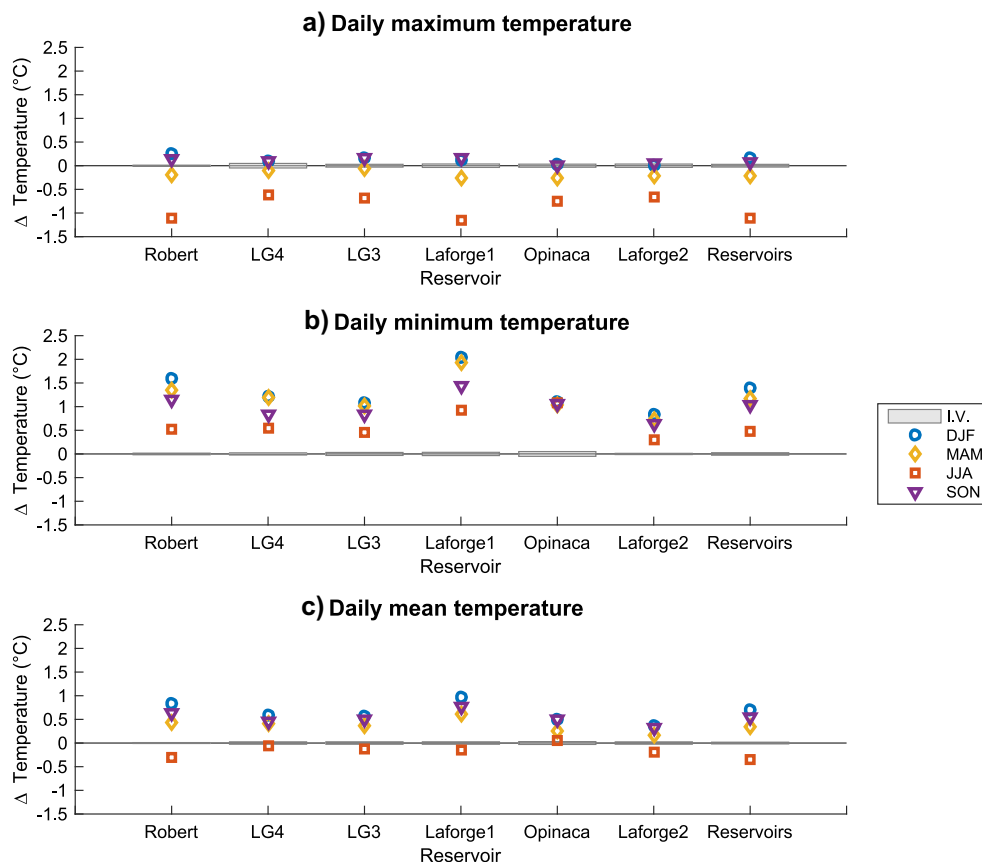 a) Daily maximum temperature
2.5
2
1.5
1
0.5
0
-0.5
-1
-1.5
Δ Temperature (°C)
Robert LG4 LG3 Laforge1 Opinaca Laforge2 Reservoirs
Reservoir
b) Daily minimum temperature
2.5
2
1.5
1
0.5
0
-0.5
-1
-1.5
Δ Temperature (°C)
Robert LG4 LG3 Laforge1 Opinaca Laforge2 Reservoirs
Reservoir
I.V.
DJF
MAM
JJA
SON
c) Daily mean temperature
2.5
2
1.5
1
0.5
0
-0.5
-1
-1.5
Δ Temperature (°C)
Robert LG4 LG3 Laforge1 Opinaca Laforge2 Reservoirs
Reservoir